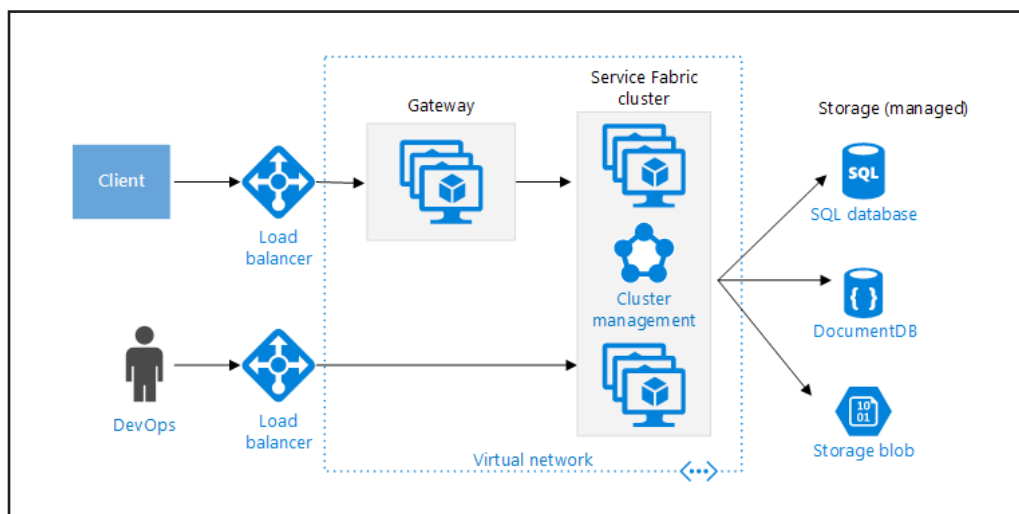 Service Fabric
cluster
Gateway
Storage (managed)
Client
Load
balancer
SQL
SQL database
Cluster
management
{ }
DocumentDB
DevOps
Load
balancer
10
01
Storage blob
Virtual network